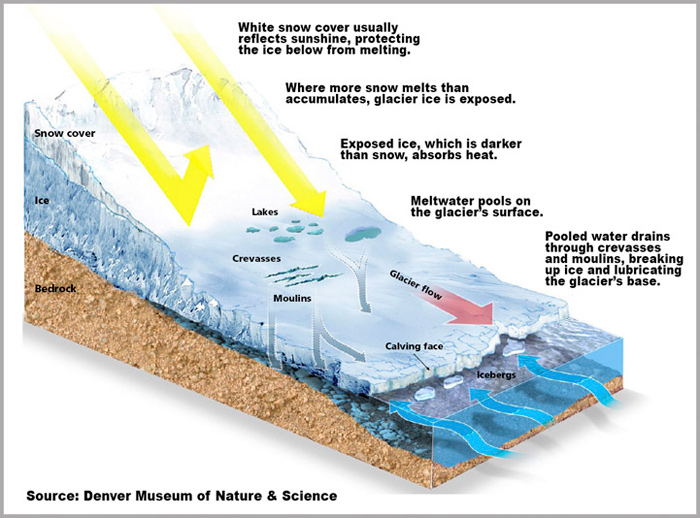 White snow cover usually
reflects sunshine, protecting
the ice below from melting.
Where more snow melts than
accumulates, glacier ice is exposed.
Snow cover
Exposed ice, which is darker
than snow, absorbs heat.
Ice
Meltwater pools on
the glacier's surface.
Lakes
Pooled water drains
through crevasses
and moulins, breaking
up ice and lubricating
the glacier's base.
Crevasses
Bedrock
Moulins
Glacier flow
Calving face
Icebergs
Source: Denver Museum of Nature & Science